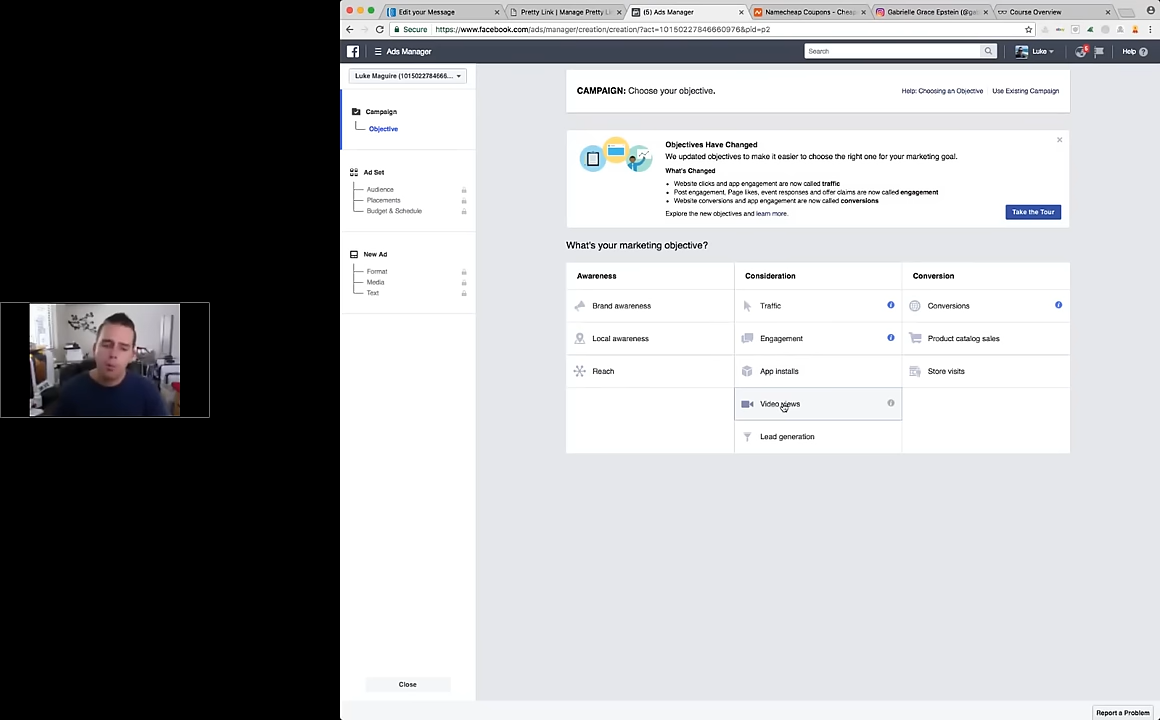 Edit your Message
Pretty Link | Manage Pretty Li
(5) Ads Manager
Namecheap Coupons - Cheap
Gabrielle Grace Epstein (@ga
Course Overview
Secure
https://www.facebook.com/ads/manager/creation/creation/?act=10150227846660976&pid=p2
Ads Manager
Search
Luke
6
Help
Luke Maguire (1015022784666...
CAMPAIGN: Choose your objective.
Help: Choosing an Objective
Use Existing Campaign
Campaign
Objective
Ad Set
Audience
Placements
Budget & Schedule
New Ad
Format
Media
Text
Objectives Have Changed
We updated objectives to make it easier to choose the right one for your marketing goal.
What's Changed
Website clicks and app engagement are now called traffic
Post engagement, Page likes, event responses and offer claims are now called engagement
Website conversions and app engagement are now called conversions
Explore the new objectives and learn more.
Take the Tour
What's your marketing objective?
Awareness
Consideration
Conversion
Brand awareness
Traffic
Conversions
Local awareness
Engagement
Product catalog sales
Reach
App installs
Store visits
Video views
Lead generation
Close
Report a Problem